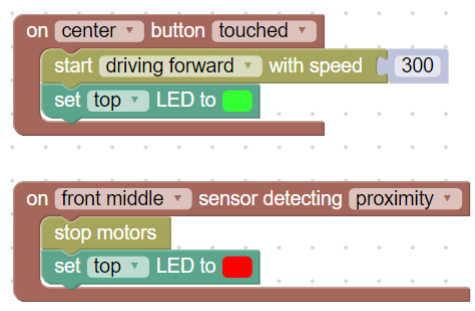 on center button touched
start driving forward with speed 300
set top LED to
on front middle sensor detecting proximity
stop motors
set top LED to